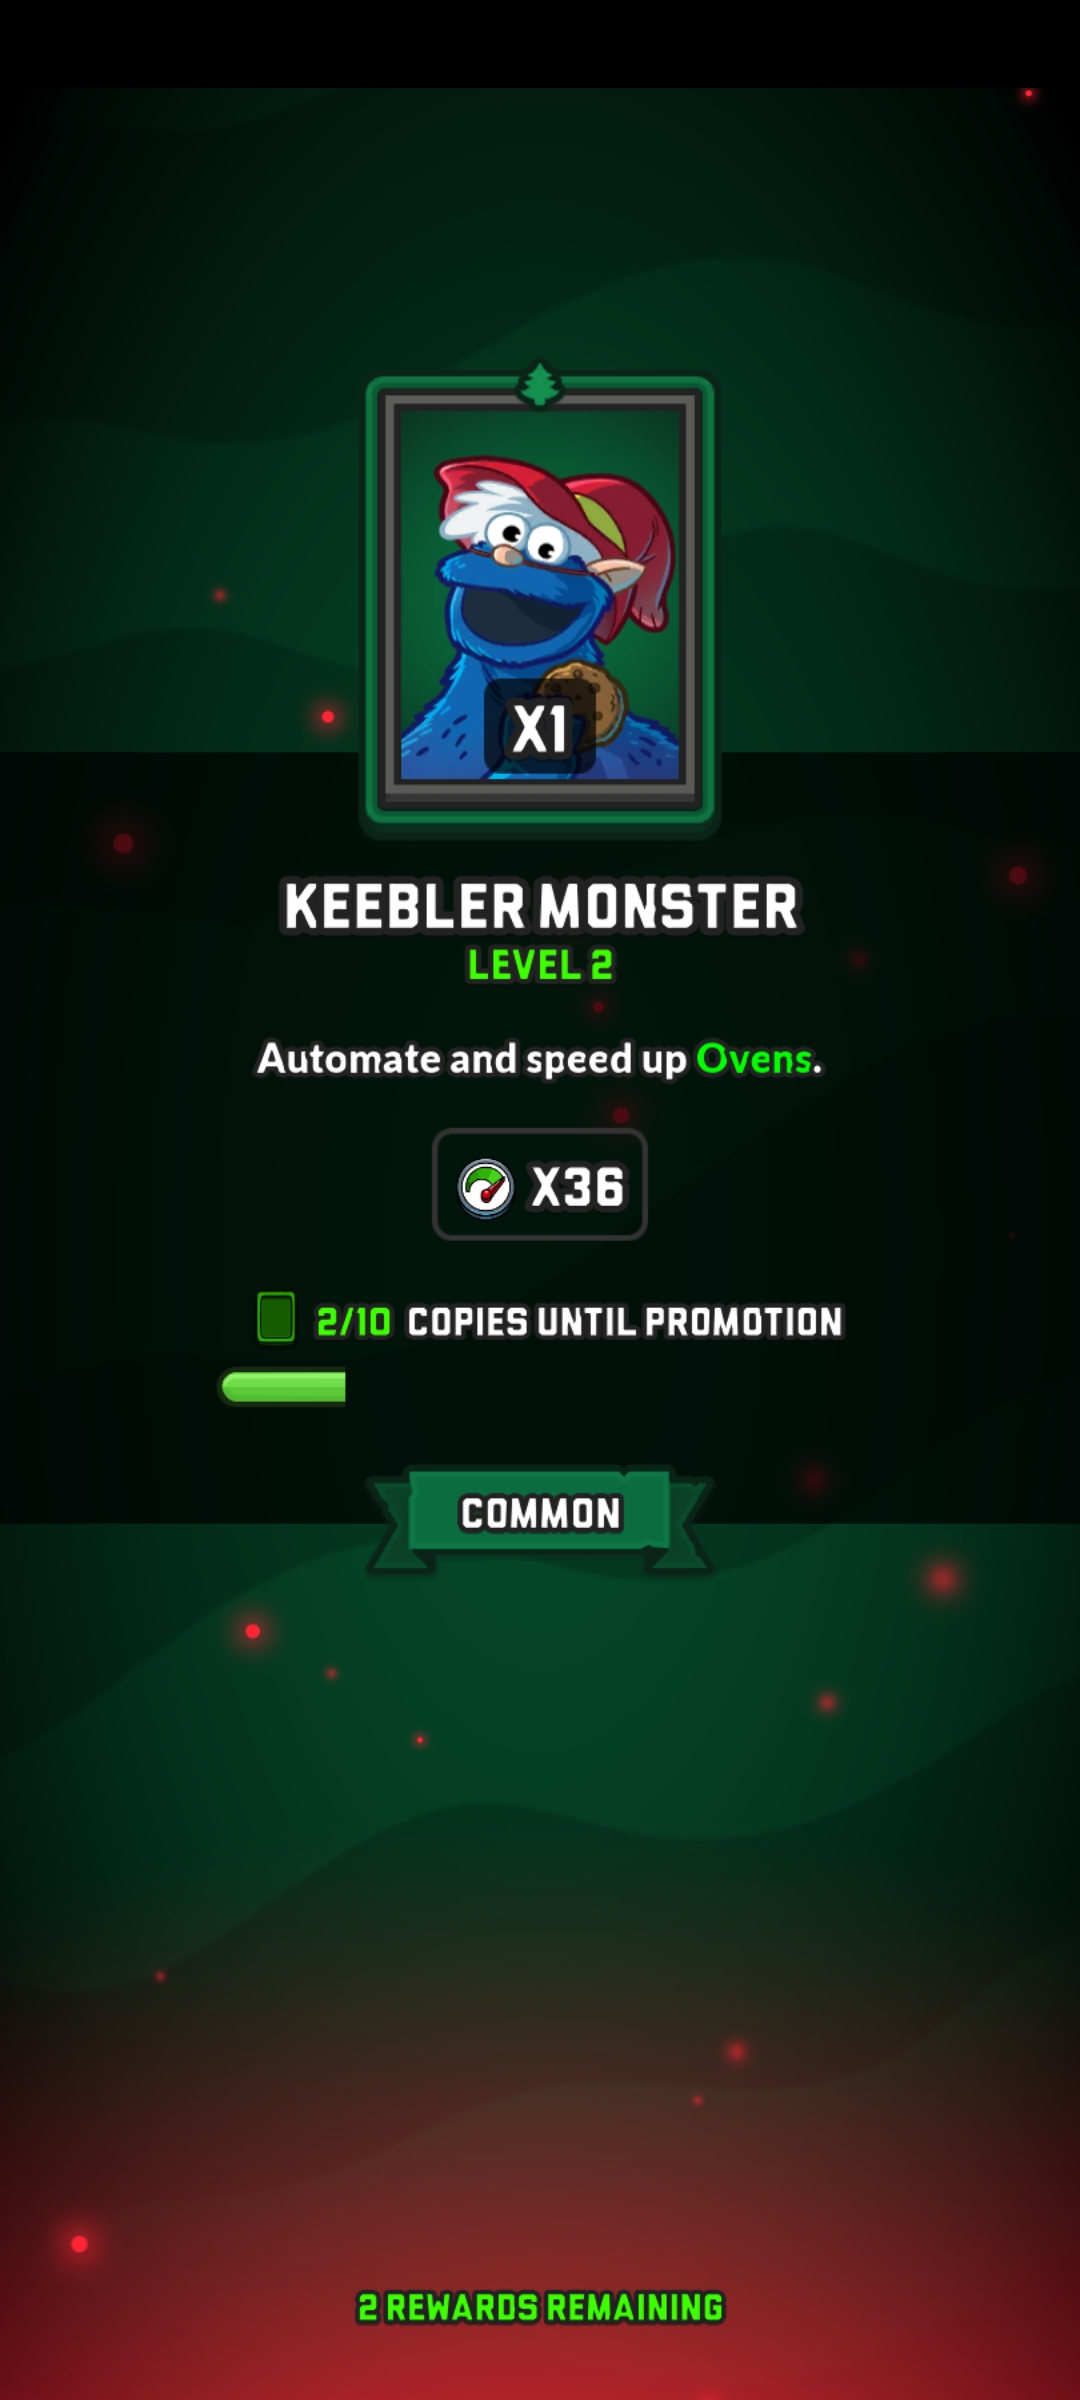 X1
KEEBLER MONSTER
LEVEL 2
Automate and speed up Ovens.
X36
2/10 COPIES UNTIL PROMOTION
COMMON
2 REWARDS REMAINING